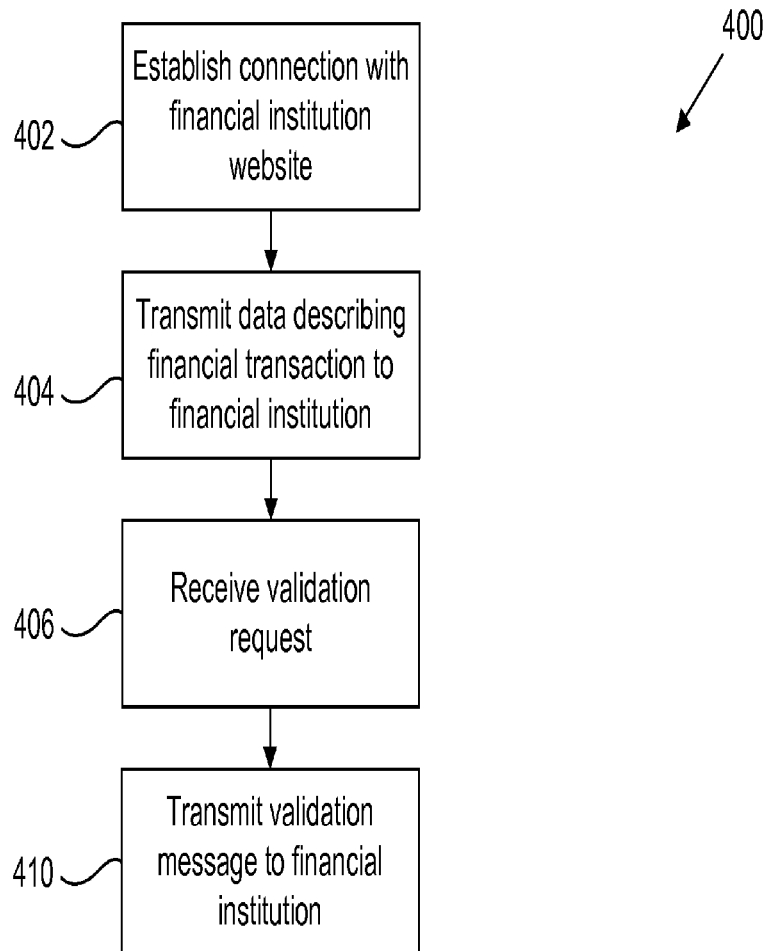 400
Establish connection with
financial institution
website
402
Transmit data describing
financial transaction to
financial institution
404
Receive validation
request
406
Transmit validation
message to financial
institution
410